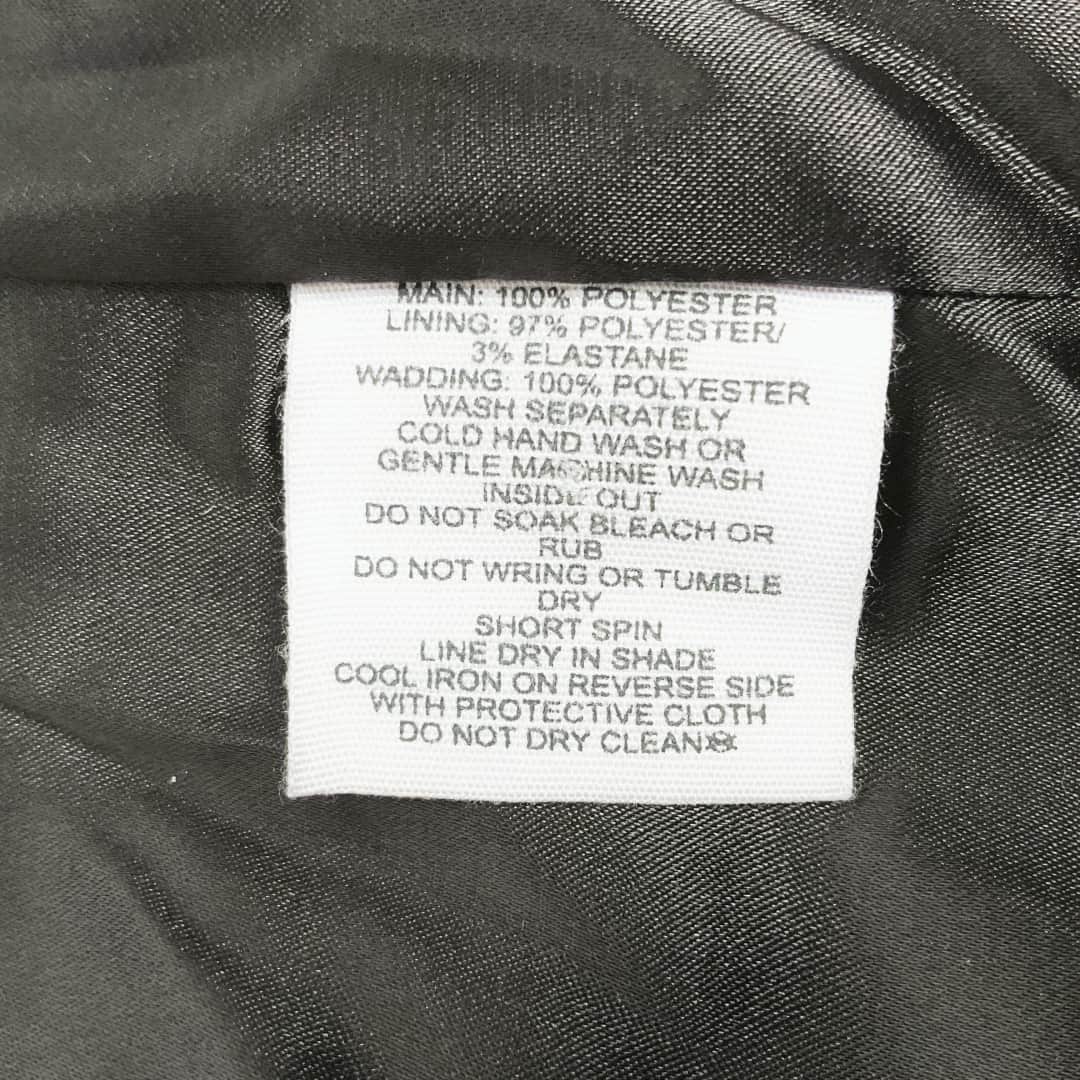 MAIN: 100% POLYESTER
LINING: 97% POLYESTER/
3% ELASTANE
WADDING: 100% POLYESTER
WASH SEPARATELY
COLD HAND WASH OR
GENTLE MACHINE WASH
INSIDE OUT
DO NOT SOAK BLEACH OR
RUB
DO NOT WRING OR TUMBLE
DRY
SHORT SPIN
LINE DRY IN SHADE
COOL IRON ON REVERSE SIDE
WITH PROTECTIVE CLOTH
DO NOT DRY CLEAN